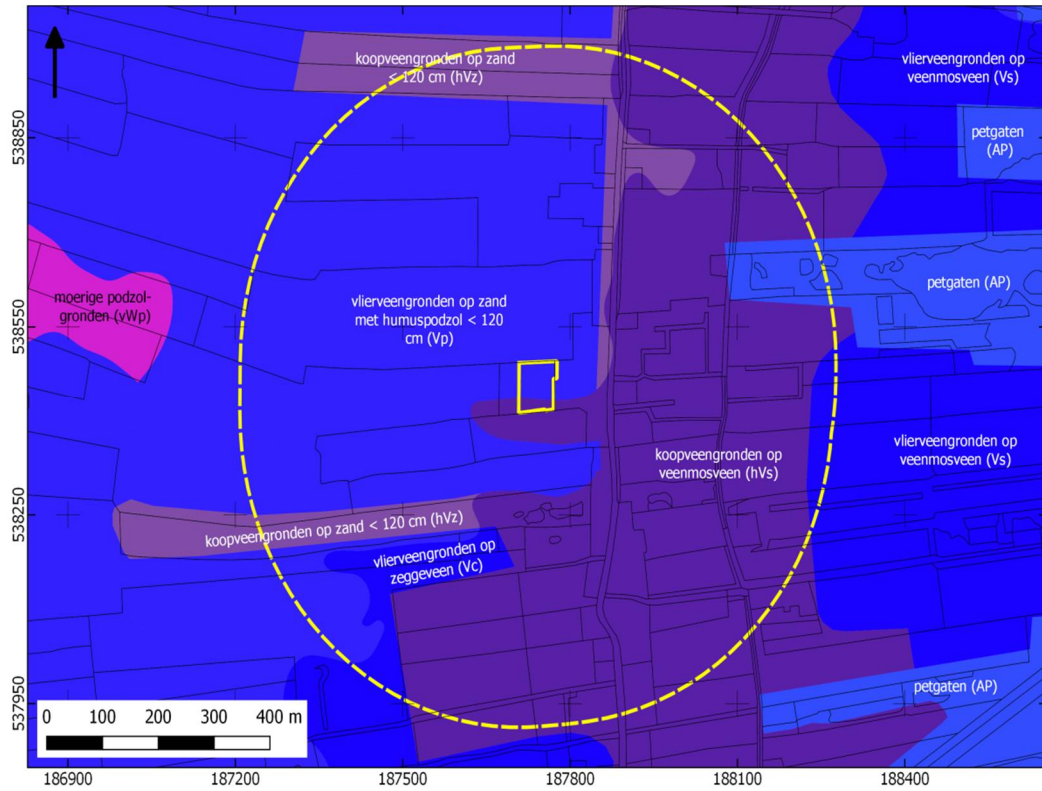 koopveengronden op zand
< 120 cm (hVz)
vlierveengronden op
veenmosveen (Vs)
petgaten
(AP)
538850
moerige podzol-
gronden (vWp)
vlierveengronden op zand
met humuspodzol < 120
cm (Vp)
petgaten (AP)
538550
koopveengronden op
veenmosveen (hVs)
vlierveengronden op
veenmosveen (Vs)
538250
koopveengronden op zand < 120 cm (hVz)
vlierveengronden op
zeggeveen (Vc)
petgaten (AP)
537950
0 100 200 300 400 m
186900 187200 187500 187800 188100 188400